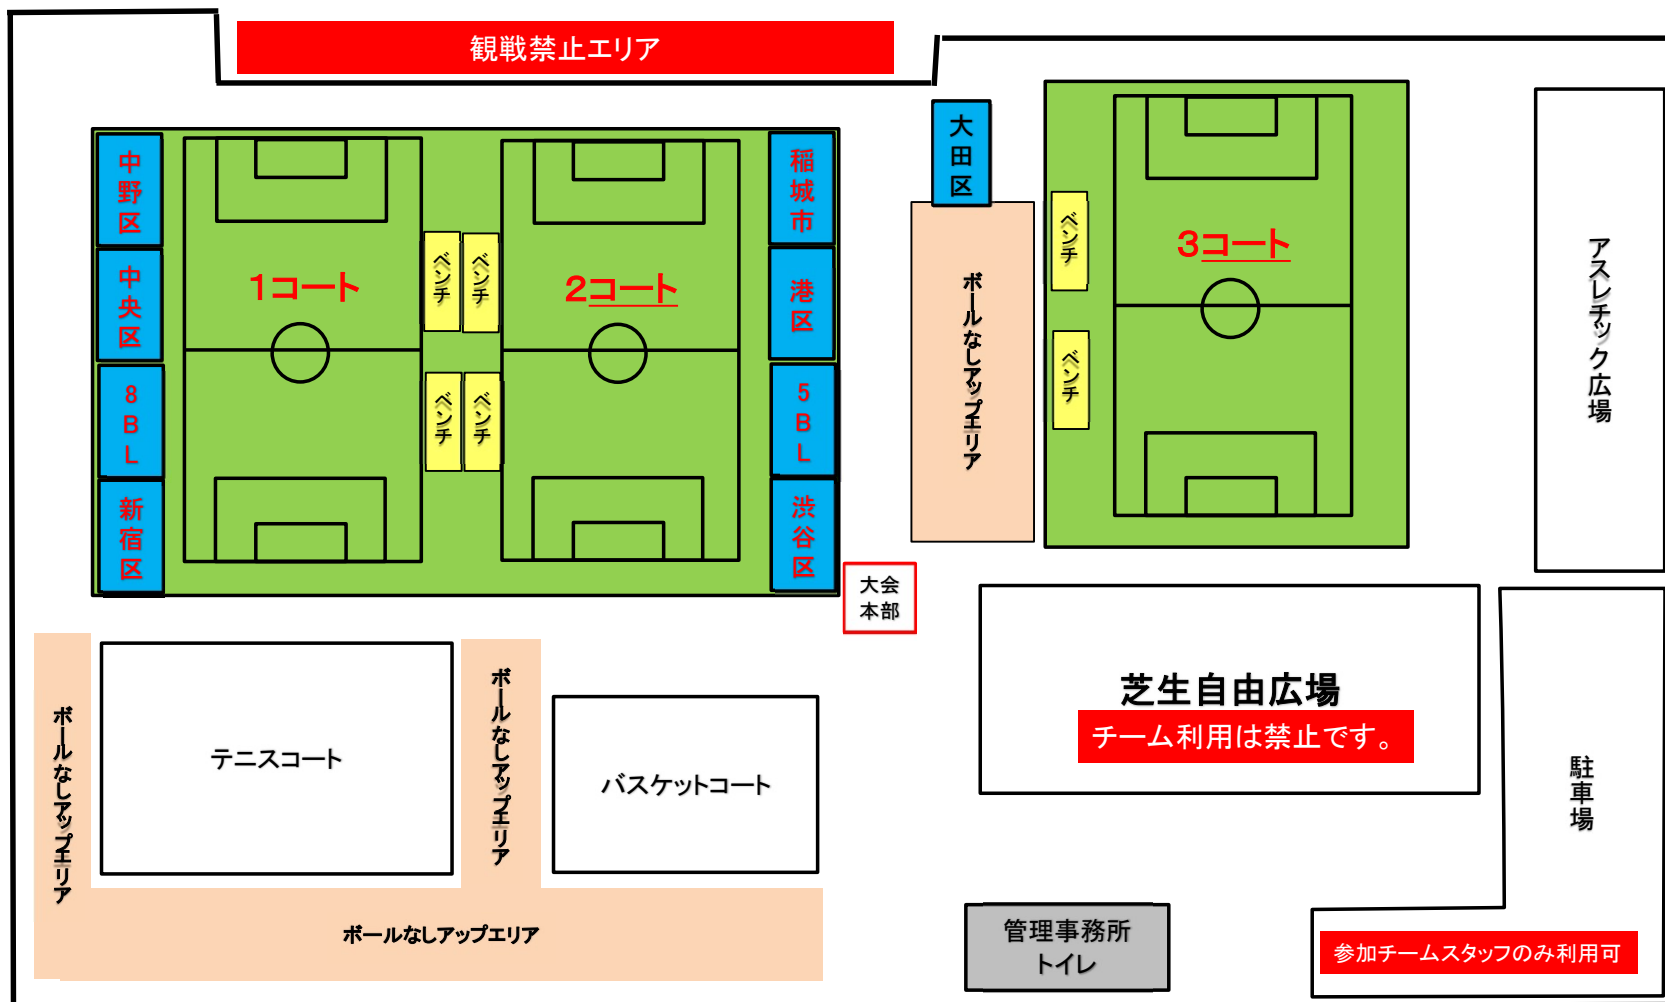 観戦禁止エリア
中野区
中央区
8BL
新宿区
1コート
ベンチ
ベンチ
ベンチ
ベンチ
2コート
稲城市
港区
5BL
渋谷区
大会
本部
大田区
ボールなしアップエリア
ベンチ
ベンチ
3コート
アスレチック広場
ボールなしアップエリア
テニスコート
ボールなしアップエリア
バスケットコート
ボールなしアップエリア
芝生自由広場
チーム利用は禁止です。
駐車場
管理事務所
トイレ
参加チームスタッフのみ利用可